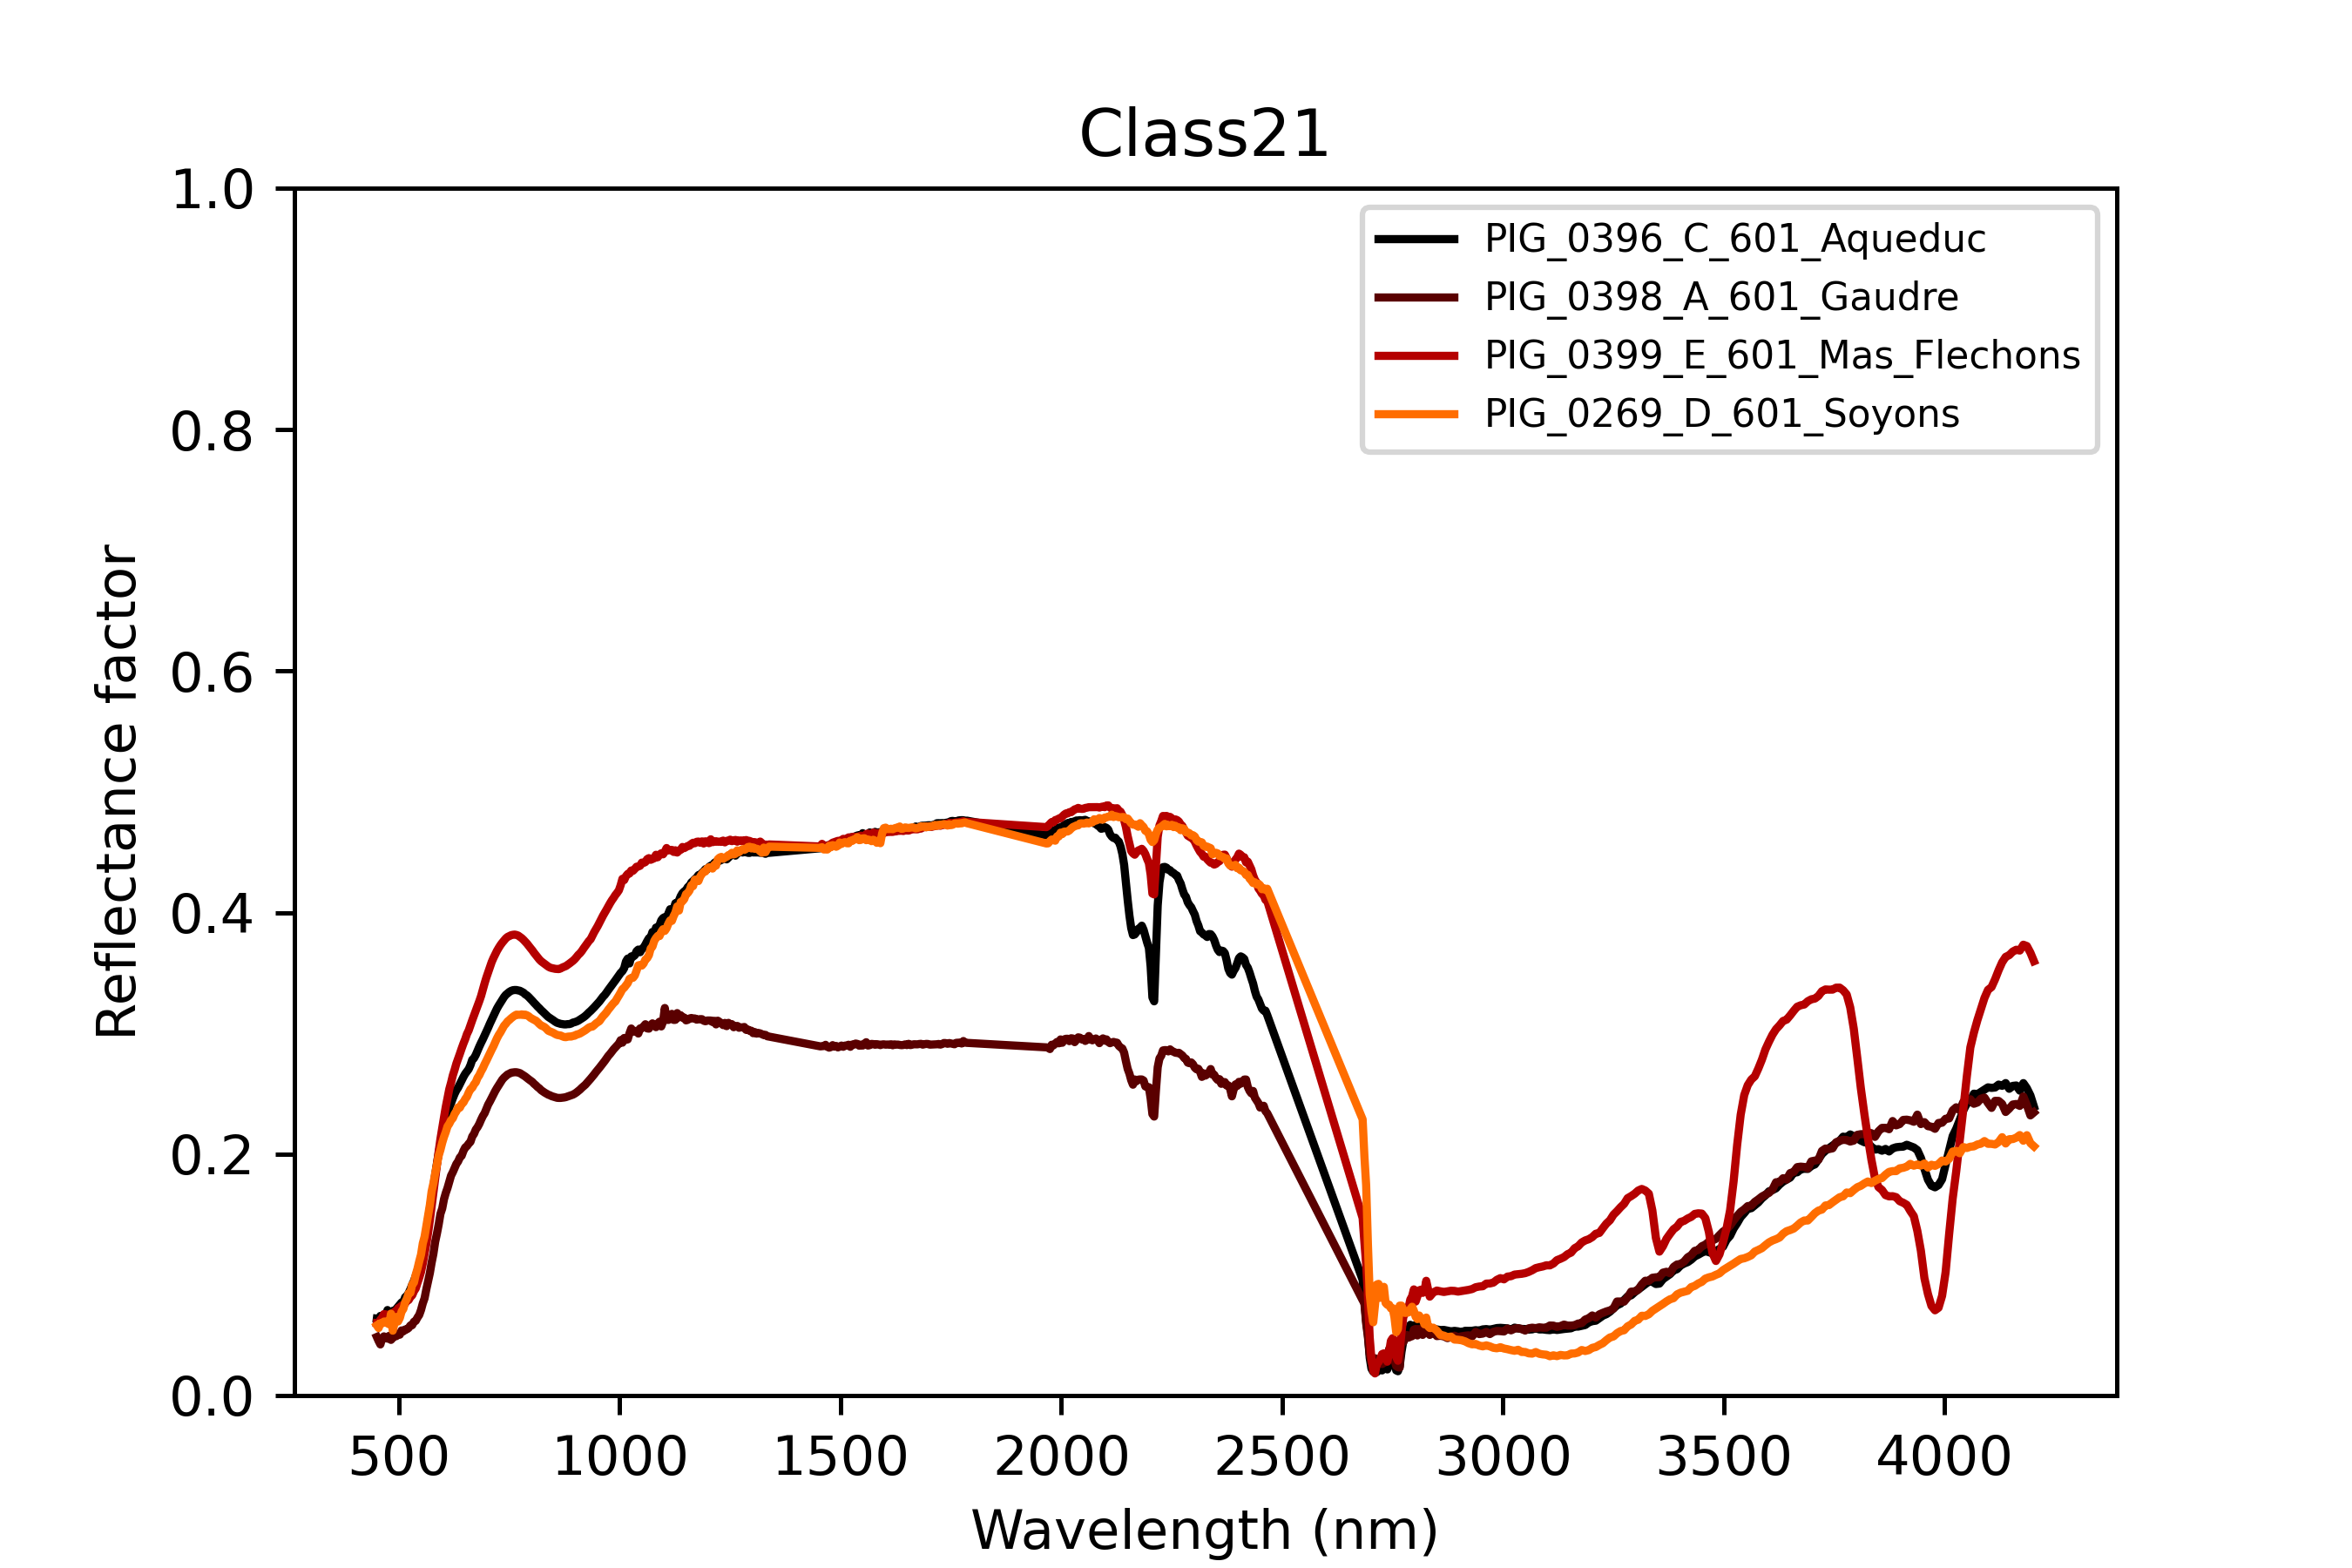 Class21
1.0
0.8
0.6
0.4
0.2
0.0
Reflectance factor
PIG_0396_C_601_Aqueduc
PIG_0398_A_601_Gaudre
PIG_0399_E_601_Mas_Flechons
PIG_0269_D_601_Soyons
500 1000 1500 2000 2500 3000 3500 4000
Wavelength (nm)